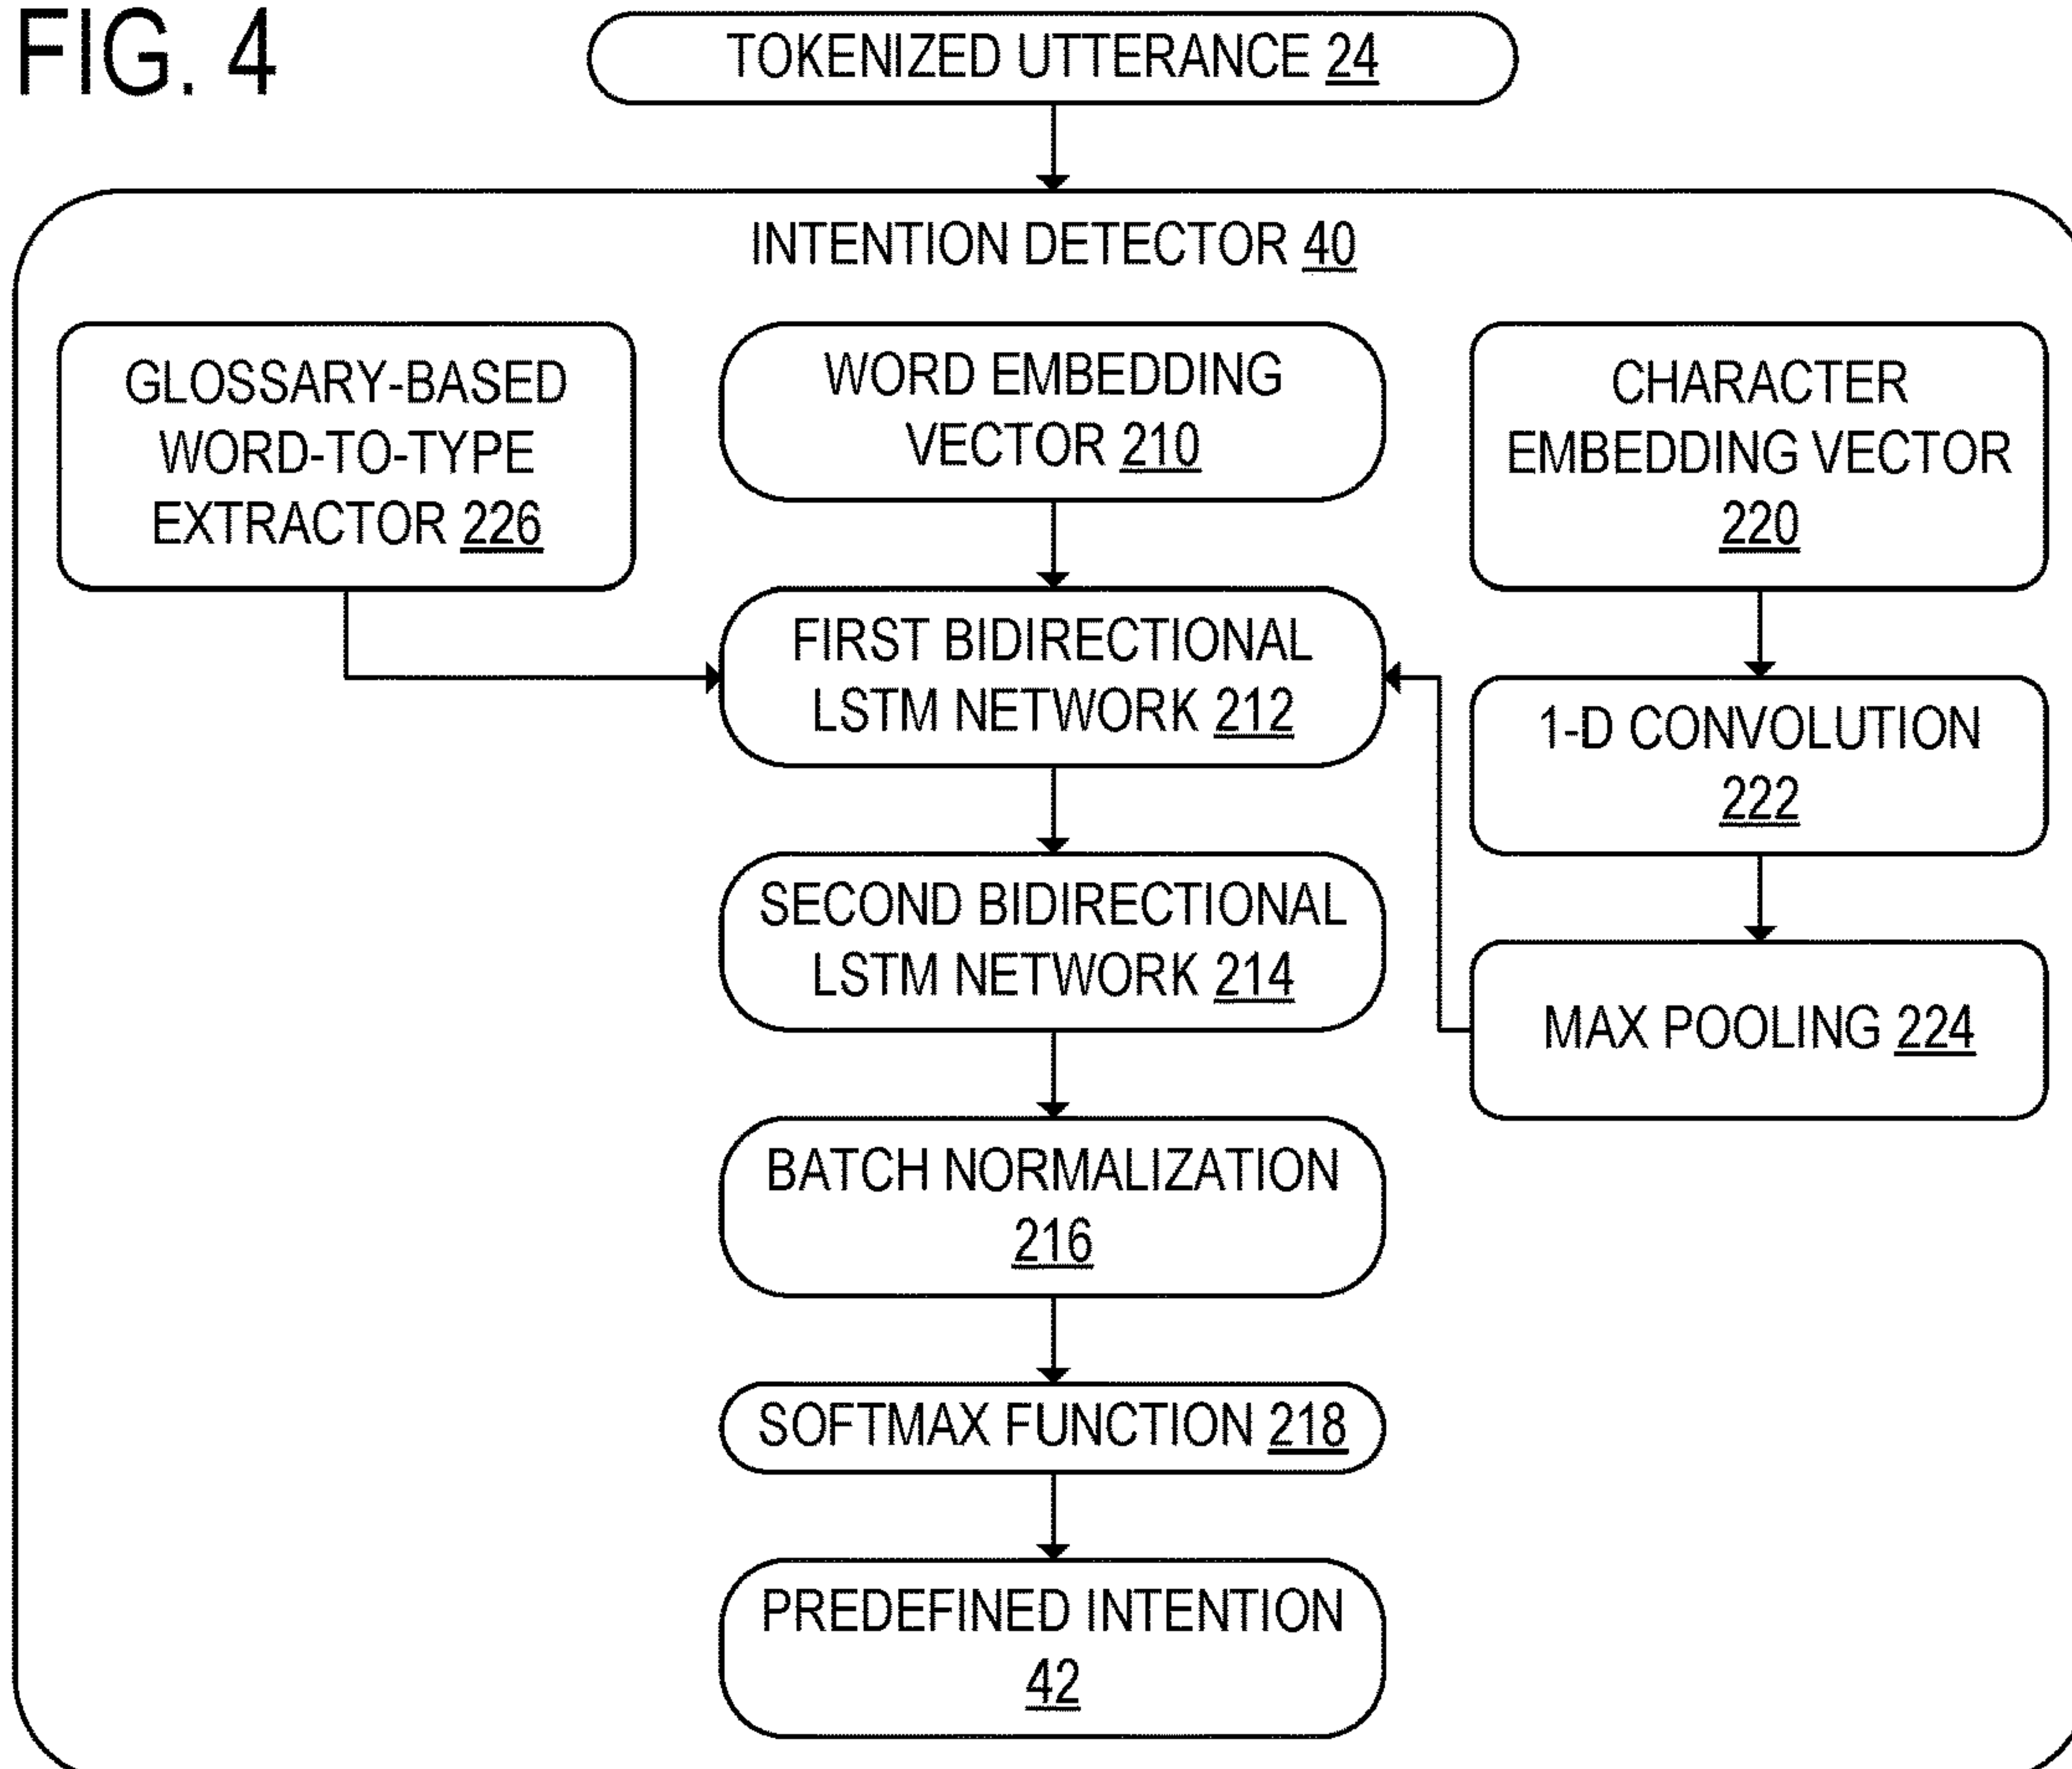 FIG. 4
TOKENIZED UTTERANCE 24
INTENTION DETECTOR 40
GLOSSARY-BASED
WORD-TO-TYPE
EXTRACTOR 226
WORD EMBEDDING
VECTOR 210
CHARACTER
EMBEDDING VECTOR
220
FIRST BIDIRECTIONAL
LSTM NETWORK 212
1-D CONVOLUTION
222
SECOND BIDIRECTIONAL
LSTM NETWORK 214
MAX POOLING 224
BATCH NORMALIZATION
216
SOFTMAX FUNCTION 218
PREDEFINED INTENTION
42